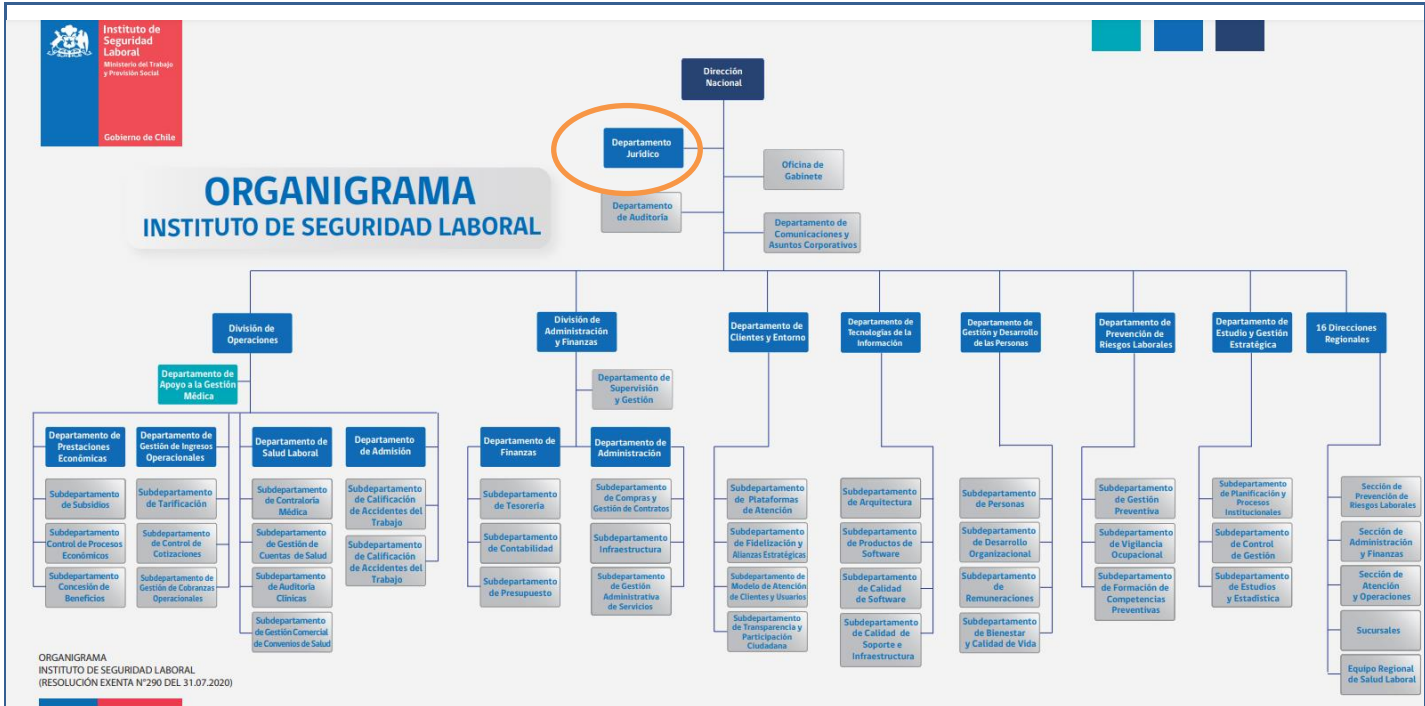 Instituto de
Seguridad
Laboral
Ministerio del Trabajo
y Previsión Social
Gobierno de Chile
ORGANIGRAMA
INSTITUTO DE SEGURIDAD LABORAL
Dirección
Nacional
Departamento
Jurídico
Oficina de
Gabinete
Departamento
de Auditoría
Departamento de
Comunicaciones y
Asuntos Corporativos
División de
Operaciones
División de
Administración
y Finanzas
Departamento de
Clientes y Entorno
Departamento de
Tecnologías de la
Información
Departamento de
Gestión y Desarrollo
de las Personas
Departamento de
Prevención de
Riesgos Laborales
Departamento de
Estudio y Gestión
Estratégica
16 Direcciones
Regionales
Departamento de
Apoyo a la Gestión
Médica
Departamento de
Supervisión
y Gestión
Departamento de
Prestaciones
Económicas
Departamento de
Gestión de Ingresos
Operacionales
Departamento de
Salud Laboral
Departamento
de Admisión
Departamento de
Finanzas
Departamento de
Administración
Subdepartamento
de Subsidios
Subdepartamento
Control de Procesos
Económicos
Subdepartamento
Concesión de
Beneficios
Subdepartamento
de Tarificación
Subdepartamento
de Control de
Cotizaciones
Subdepartamento de
Gestión de Cobranzas
Operacionales
Subdepartamento
de Contraloría
Médica
Subdepartamento
de Gestión de
Cuentas de Salud
Subdepartamento
de Auditoría
Clínicas
Subdepartamento
de Gestión Comercial
de Convenios de Salud
Subdepartamento
de Calificación
de Accidentes del
Trabajo
Subdepartamento
de Calificación
de Accidentes del
Trabajo
Subdepartamento
de Tesorería
Subdepartamento
de Contabilidad
Subdepartamento
de Presupuesto
Subdepartamento
de Compras y
Gestión de Contratos
Subdepartamento
Infraestructura
Subdepartamento
de Gestión
Administrativa
de Servicios
Subdepartamento
de Plataformas
de Atención
Subdepartamento
de Fidelización y
Alianzas Estratégicas
Subdepartamento de
Modelo de Atención
de Clientes y Usuarios
Subdepartamento
de Transparencia y
Participación
Ciudadana
Subdepartamento
de Arquitectura
Subdepartamento
de Productos de
Software
Subdepartamento
de Calidad
de Software
Subdepartamento
de Calidad de
Soporte e
Infraestructura
Subdepartamento
de Personas
Subdepartamento
de Desarrollo
Organizacional
Subdepartamento
de
Remuneraciones
Subdepartamento
de Bienestar
y Calidad de Vida
Subdepartamento
de Gestión
Preventiva
Subdepartamento
de Vigilancia
Ocupacional
Subdepartamento
de Formación de
Competencias
Preventivas
Subdepartamento
de Planificación y
Procesos
Institucionales
Subdepartamento
de Control
de Gestión
Subdepartamento
de Estudios
y Estadística
Sección de
Prevención de
Riesgos Laborales
Sección de
Administración
y Finanzas
Sección de
Atención
y Operaciones
Sucursales
Equipo Regional
de Salud Laboral
ORGANIGRAMA
INSTITUTO DE SEGURIDAD LABORAL
(RESOLUCIÓN EXENTA N°290 DEL 31.07.2020)